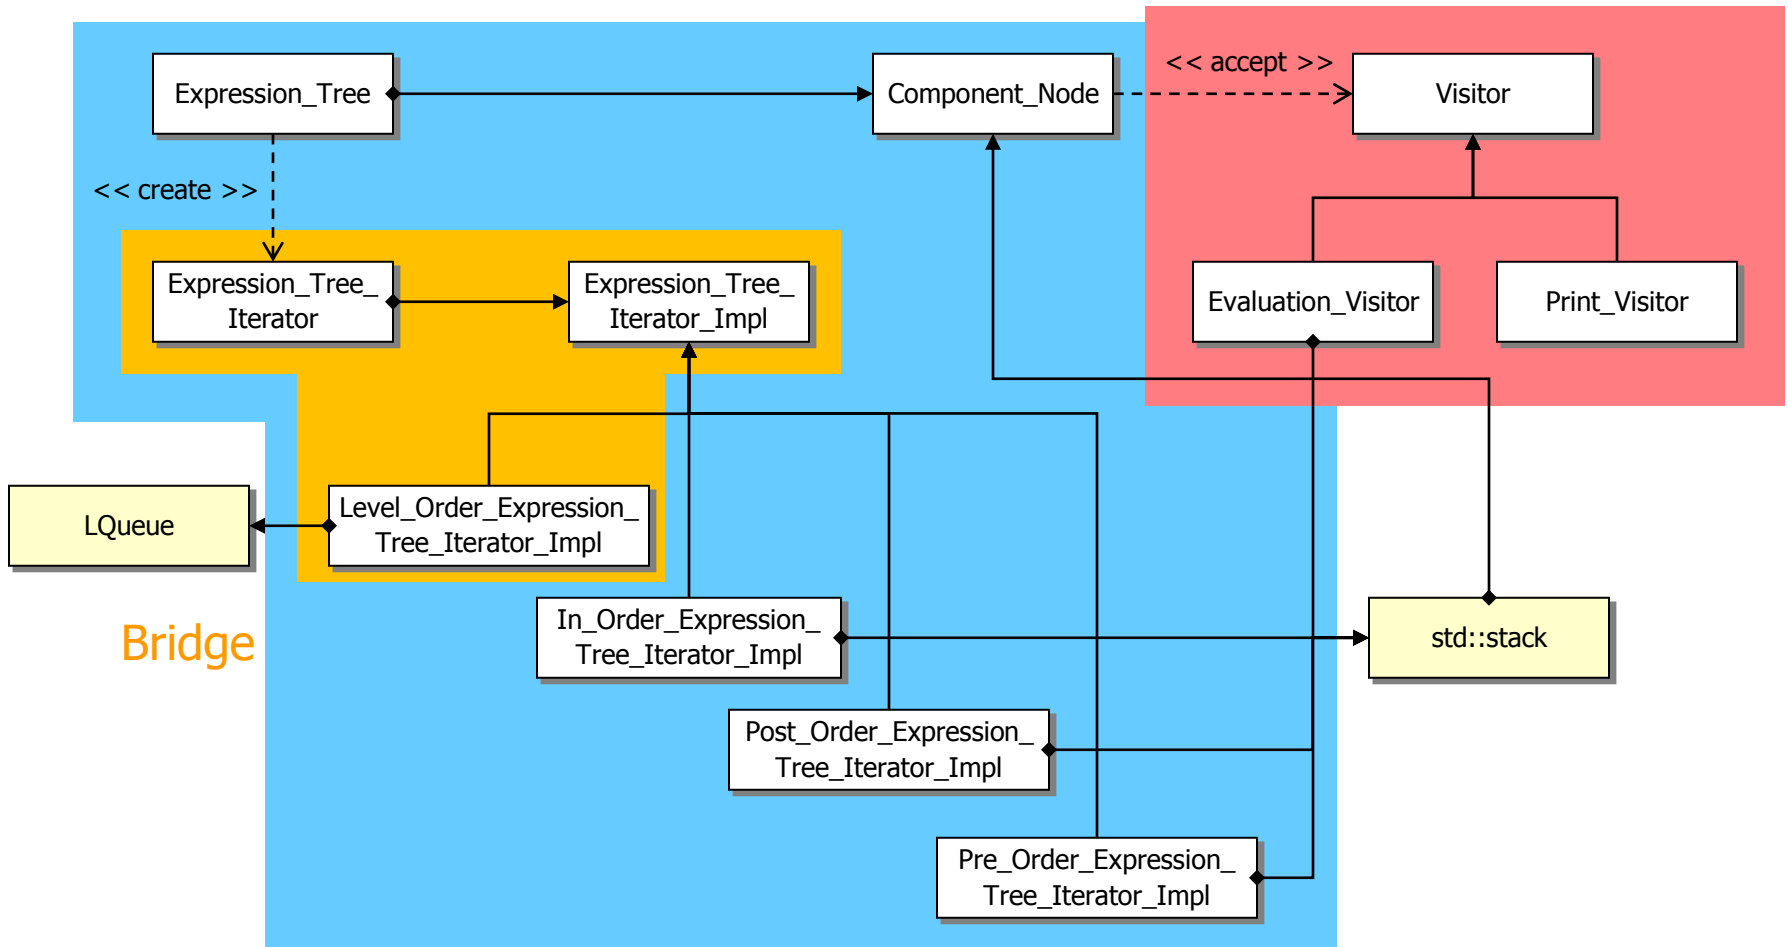 Expression_Tree
Component_Node
<< accept >>
Visitor
<< create >>
Expression_Tree_
Iterator
Expression_Tree_
Iterator_Impl
Evaluation_Visitor
Print_Visitor
LQueue
Level_Order_Expression_
Tree_Iterator_Impl
Bridge
In_Order_Expression_
Tree_Iterator_Impl
std::stack
Post_Order_Expression_
Tree_Iterator_Impl
Pre_Order_Expression_
Tree_Iterator_Impl